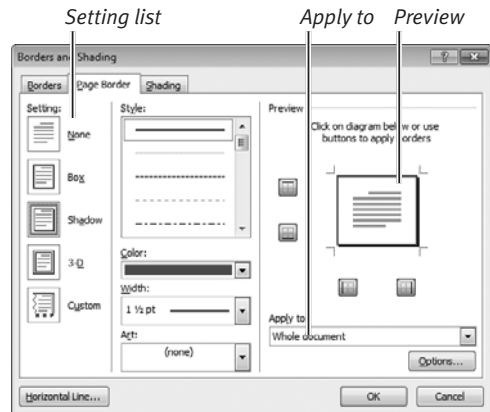 Setting list
Apply to
Preview
Borders and Shading
Borders
Page Border
Shading
Setting:
None
Box
Shadow
3-D
Custom
Style:
Color:
Width:
1 ½ pt
Art:
(none)
Preview
Click on diagram below or use
buttons to apply borders
Apply to
Whole document
Options...
Horizontal Line...
OK
Cancel